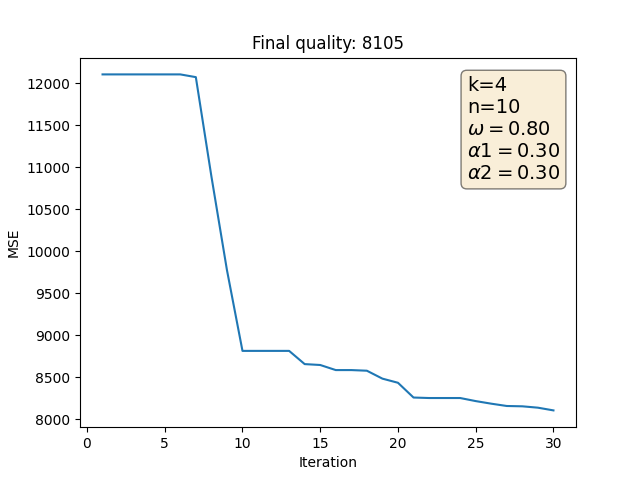 Final quality: 8105
12000
11500
11000
10500
10000
9500
9000
8500
8000
MSE
k=4
n=10
ω = 0.80
α1 = 0.30
α2 = 0.30
0 5 10 15 20 25 30
Iteration